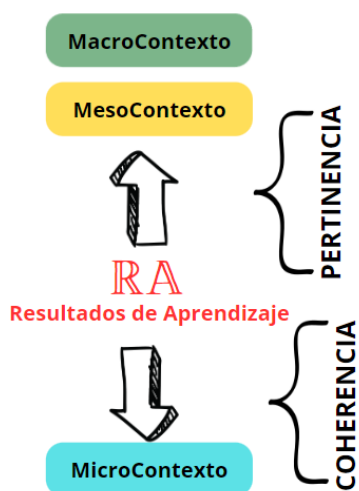 MacroContexto
MesoContexto
PERTINENCIA
RA
Resultados de Aprendizaje
COHERENCIA
MicroContexto